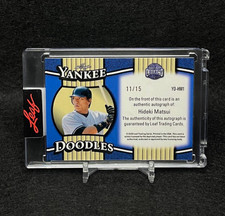 YANKEE
DOODLES
Leaf
11/15
YD-HM1
On the front of this card is an
authentic autograph of
Hideki Matsui
The authenticity of this autograph is
guaranteed by Leaf Trading Cards.